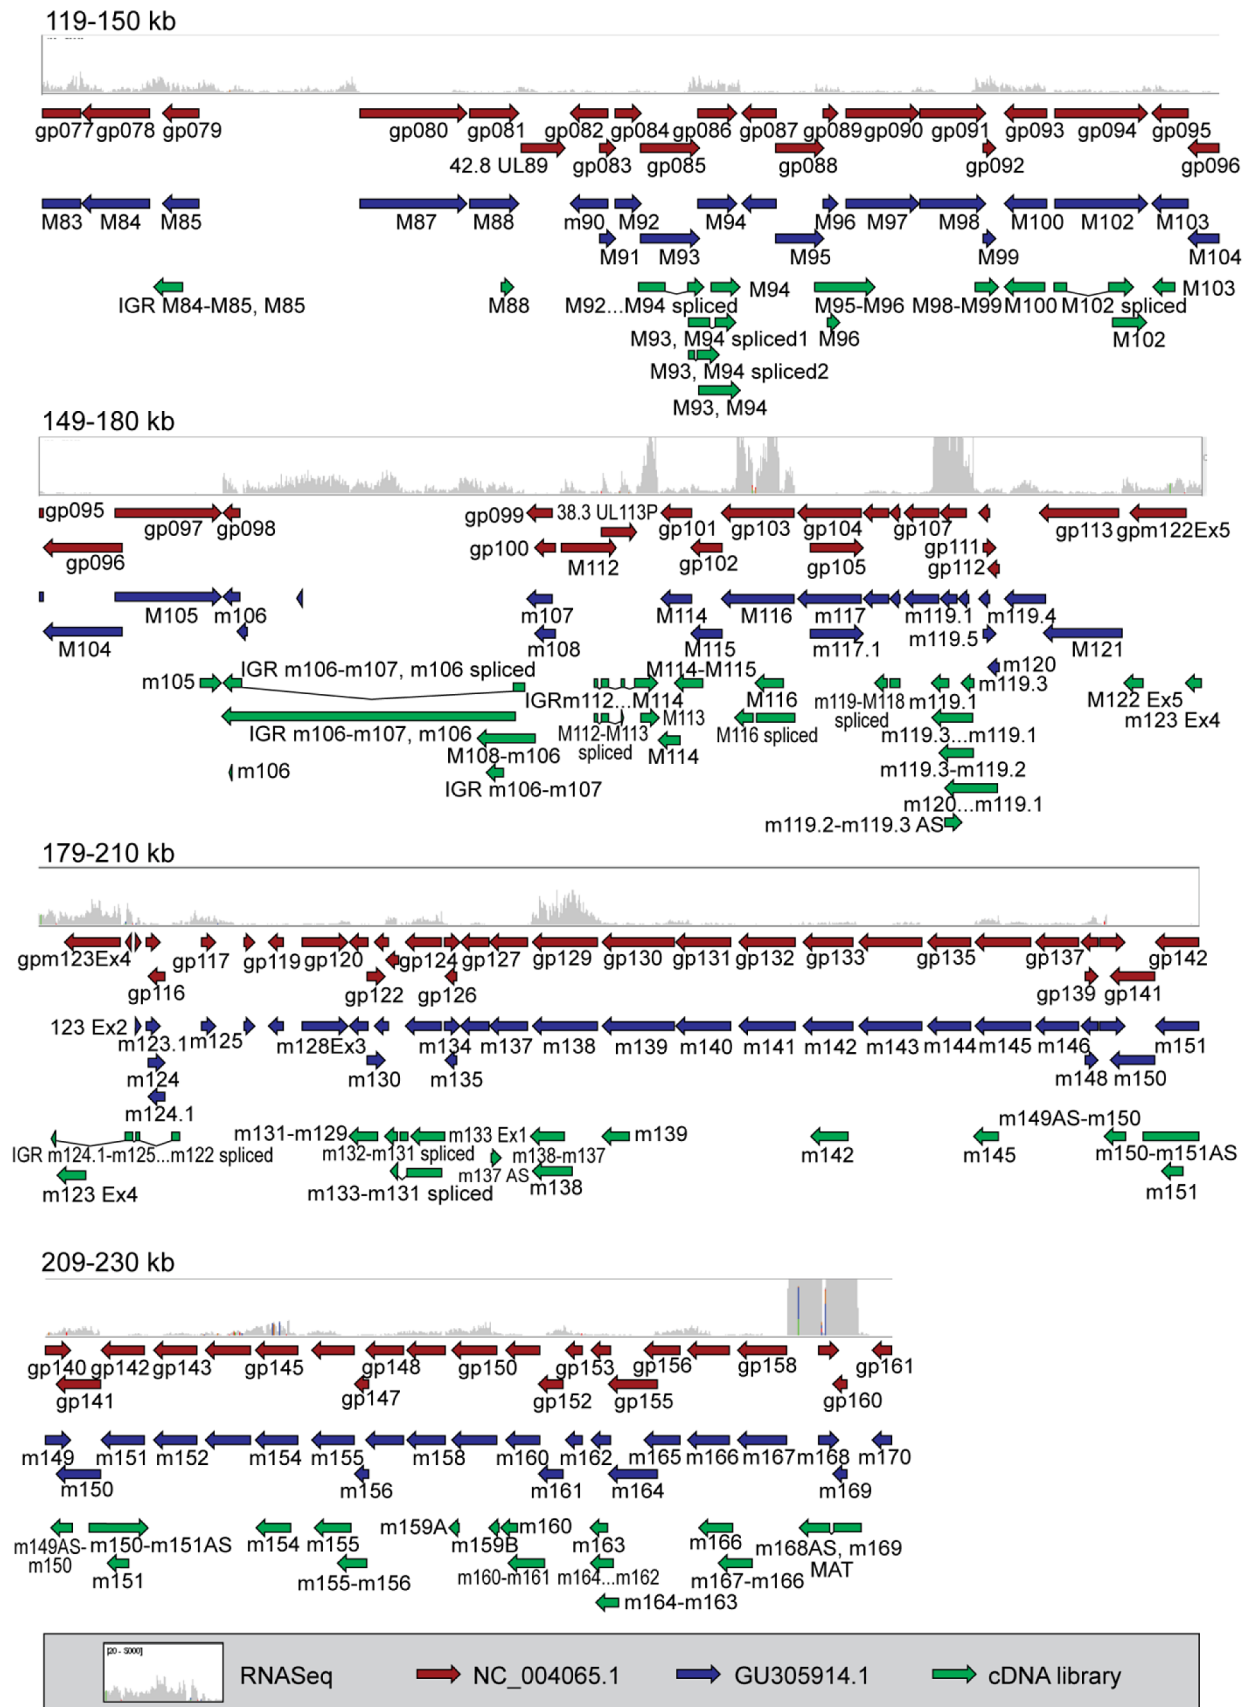 119-150 kb
gp077 gp078 gp079 gp080 gp081 gp082 gp084 gp086 gp087 gp089 gp090 gp091 gp093 gp094 gp095
42.8 UL89 gp083 gp085 gp088 gp092 gp096
M83 M84 M85 M87 M88 m90 M92 M94 M96 M97 M98 M100 M102 M103
M91 M93 M95 M99 M104
IGR M84-M85, M85 M88 M92...M94 spliced M94 M95-M96 M98-M99 M100 M102 spliced M103
M93, M94 spliced1 M96 M102
M93, M94 spliced2
M93, M94
149-180 kb
gp095 gp097 gp098 gp099 38.3 UL113P gp101 gp103 gp104 gp107 gp113 gpm122Ex5
gp096 gp100 M112 gp102 gp105 gp111
gp112
M105 m106 m107 M114 M116 m117 m119.1 m119.4
M104 m108 M115 m117.1 m119.5 M121
m120
m105 IGR m106-m107, m106 spliced IGRm112...M114 M114-M115 M116 m119-M118 spliced m119.1 m119.3 M122 Ex5 m123 Ex4
IGR m106-m107, m106 M112-M113 spliced M113 M116 spliced m119.3...m119.1
M108-m106 M114 m119.3-m119.2
m106 IGR m106-m107 m120...m119.1
m119.2-m119.3 AS
179-210 kb
gpm123Ex4 gp117 gp119 gp120 gp124 gp127 gp129 gp130 gp131 gp132 gp133 gp135 gp137 gp142
gp116 gp122 gp126 gp139 gp141
123 Ex2 m123.1 m125 m128Ex3 m134 m137 m138 m139 m140 m141 m142 m143 m144 m145 m146 m151
m124 m130 m135 m148 m150
m124.1
IGR m124.1-m125...m122 spliced m131-m129 m132-m131 spliced m133 Ex1 m138-m137 m139 m142 m145 m149AS-m150 m150-m151AS
m123 Ex4 m133-m131 spliced m137 AS m138 m151
209-230 kb
gp140 gp142 gp143 gp145 gp148 gp150 gp153 gp156 gp158 gp161
gp141 gp147 gp152 gp155 gp160
m149 m151 m152 m154 m155 m158 m160 m162 m165 m166 m167 m168 m170
m150 m156 m161 m164 m169
m149AS-m150 m150-m151AS m154 m155 m159A m159B m160 m163 m166 m168AS, m169 MAT
m151 m155-m156 m160-m161 m164...m162 m167-m166
m164-m163
[20 - 5000]
RNASeq NC_004065.1 GU305914.1 cDNA library